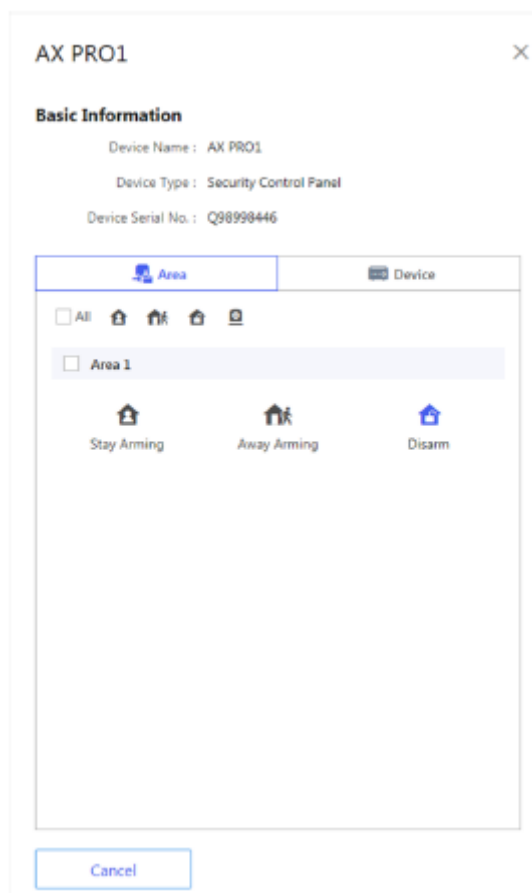 AX PRO1
Basic Information
Device Name : AX PRO1
Device Type : Security Control Panel
Device Serial No. : Q98998446
Area Device
All
Area 1
Stay Arming Away Arming Disarm
Cancel